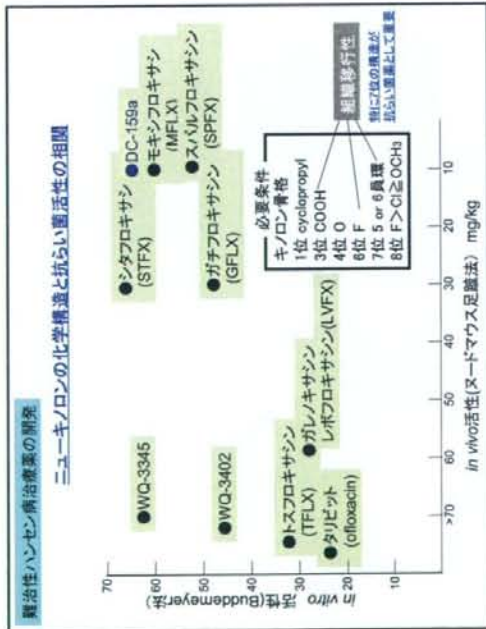 難治性ハンセン病治療薬の開発
ニューキノロンの化学構造と抗らい菌活性の相関
in vitro 活性(Buddemeyer法)
70
60
50
40
30
20
10
●WQ-3345
●シタフロキサシン
(STFX)
●DC-159a
●モキシフロキサシン
(MFLX)
●WQ-3402
●ガチフロキサシン
(GFLX)
●スパルフロキサシン
(SPFX)
●トスフロキサシン
(TFLX)
●ガレノキサシン
レボフロキサシン(LVFX)
●タリビット
(ofloxacin)
必要条件
キノロン骨格
1位 cyclopropyl
3位 COOH
4位 O
6位 F
7位 5 or 6員環
8位 F>Cl≧OCH3
組織移行性
特に7位の構造が
抗らい菌薬として重要
>70
60
50
40
30
20
10
in vivo活性(ヌードマウス足蹠法) mg/kg